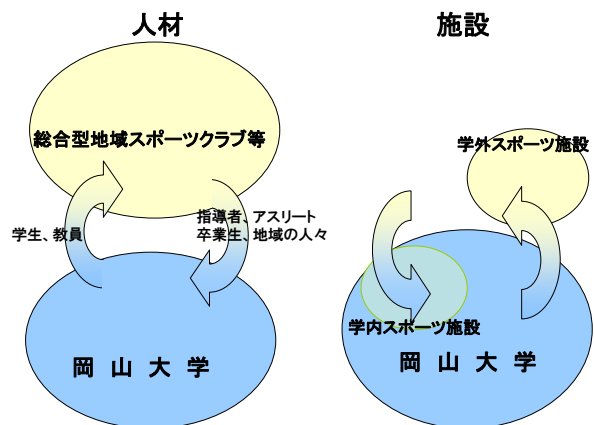 人材
総合型地域スポーツクラブ等
学生、教員
指導者、アスリート
卒業生、地域の人々
岡 山 大 学
施設
学外スポーツ施設
学内スポーツ施設
岡 山 大 学